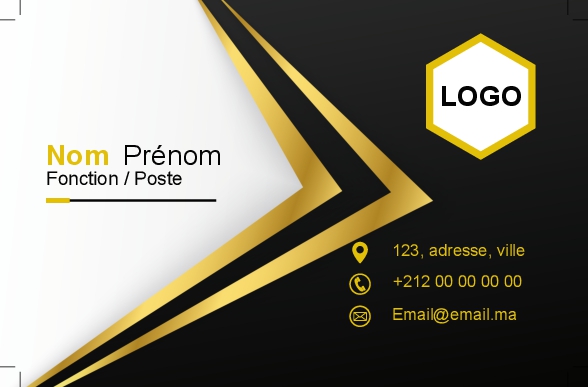 LOGO
Nom Prénom
Fonction / Poste
123, adresse, ville
+212 00 00 00 00
Email@email.ma